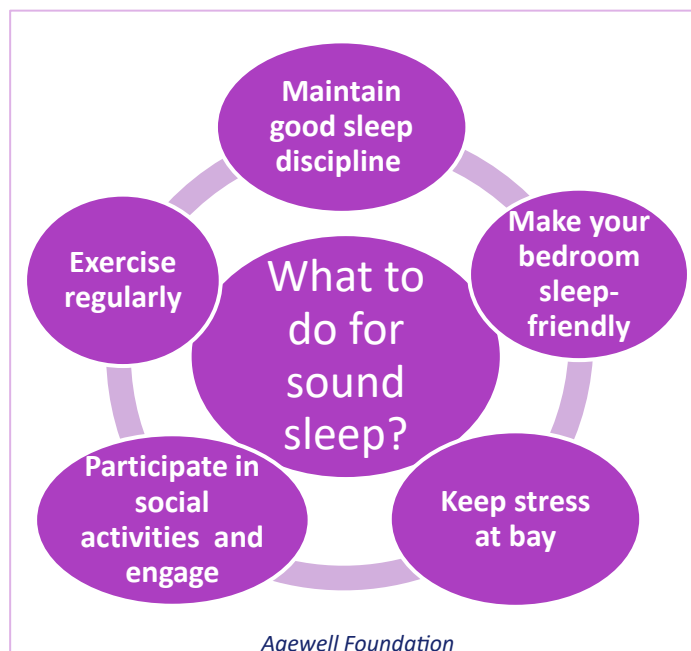 Maintain
good sleep
discipline
Make your
bedroom
sleep-
friendly
Keep stress
at bay
Participate in
social
activities and
engage
Exercise
regularly
What to
do for
sound
sleep?
Agewell Foundation